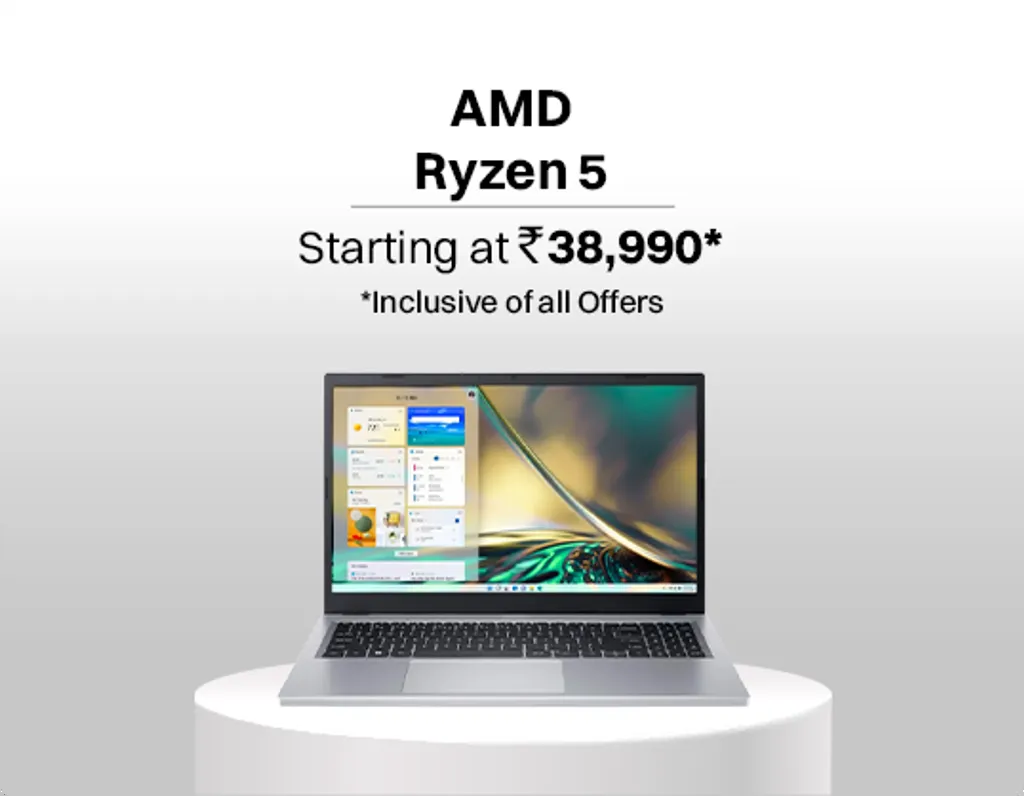 AMD
Ryzen 5
Starting at ₹38,990*
*Inclusive of all Offers